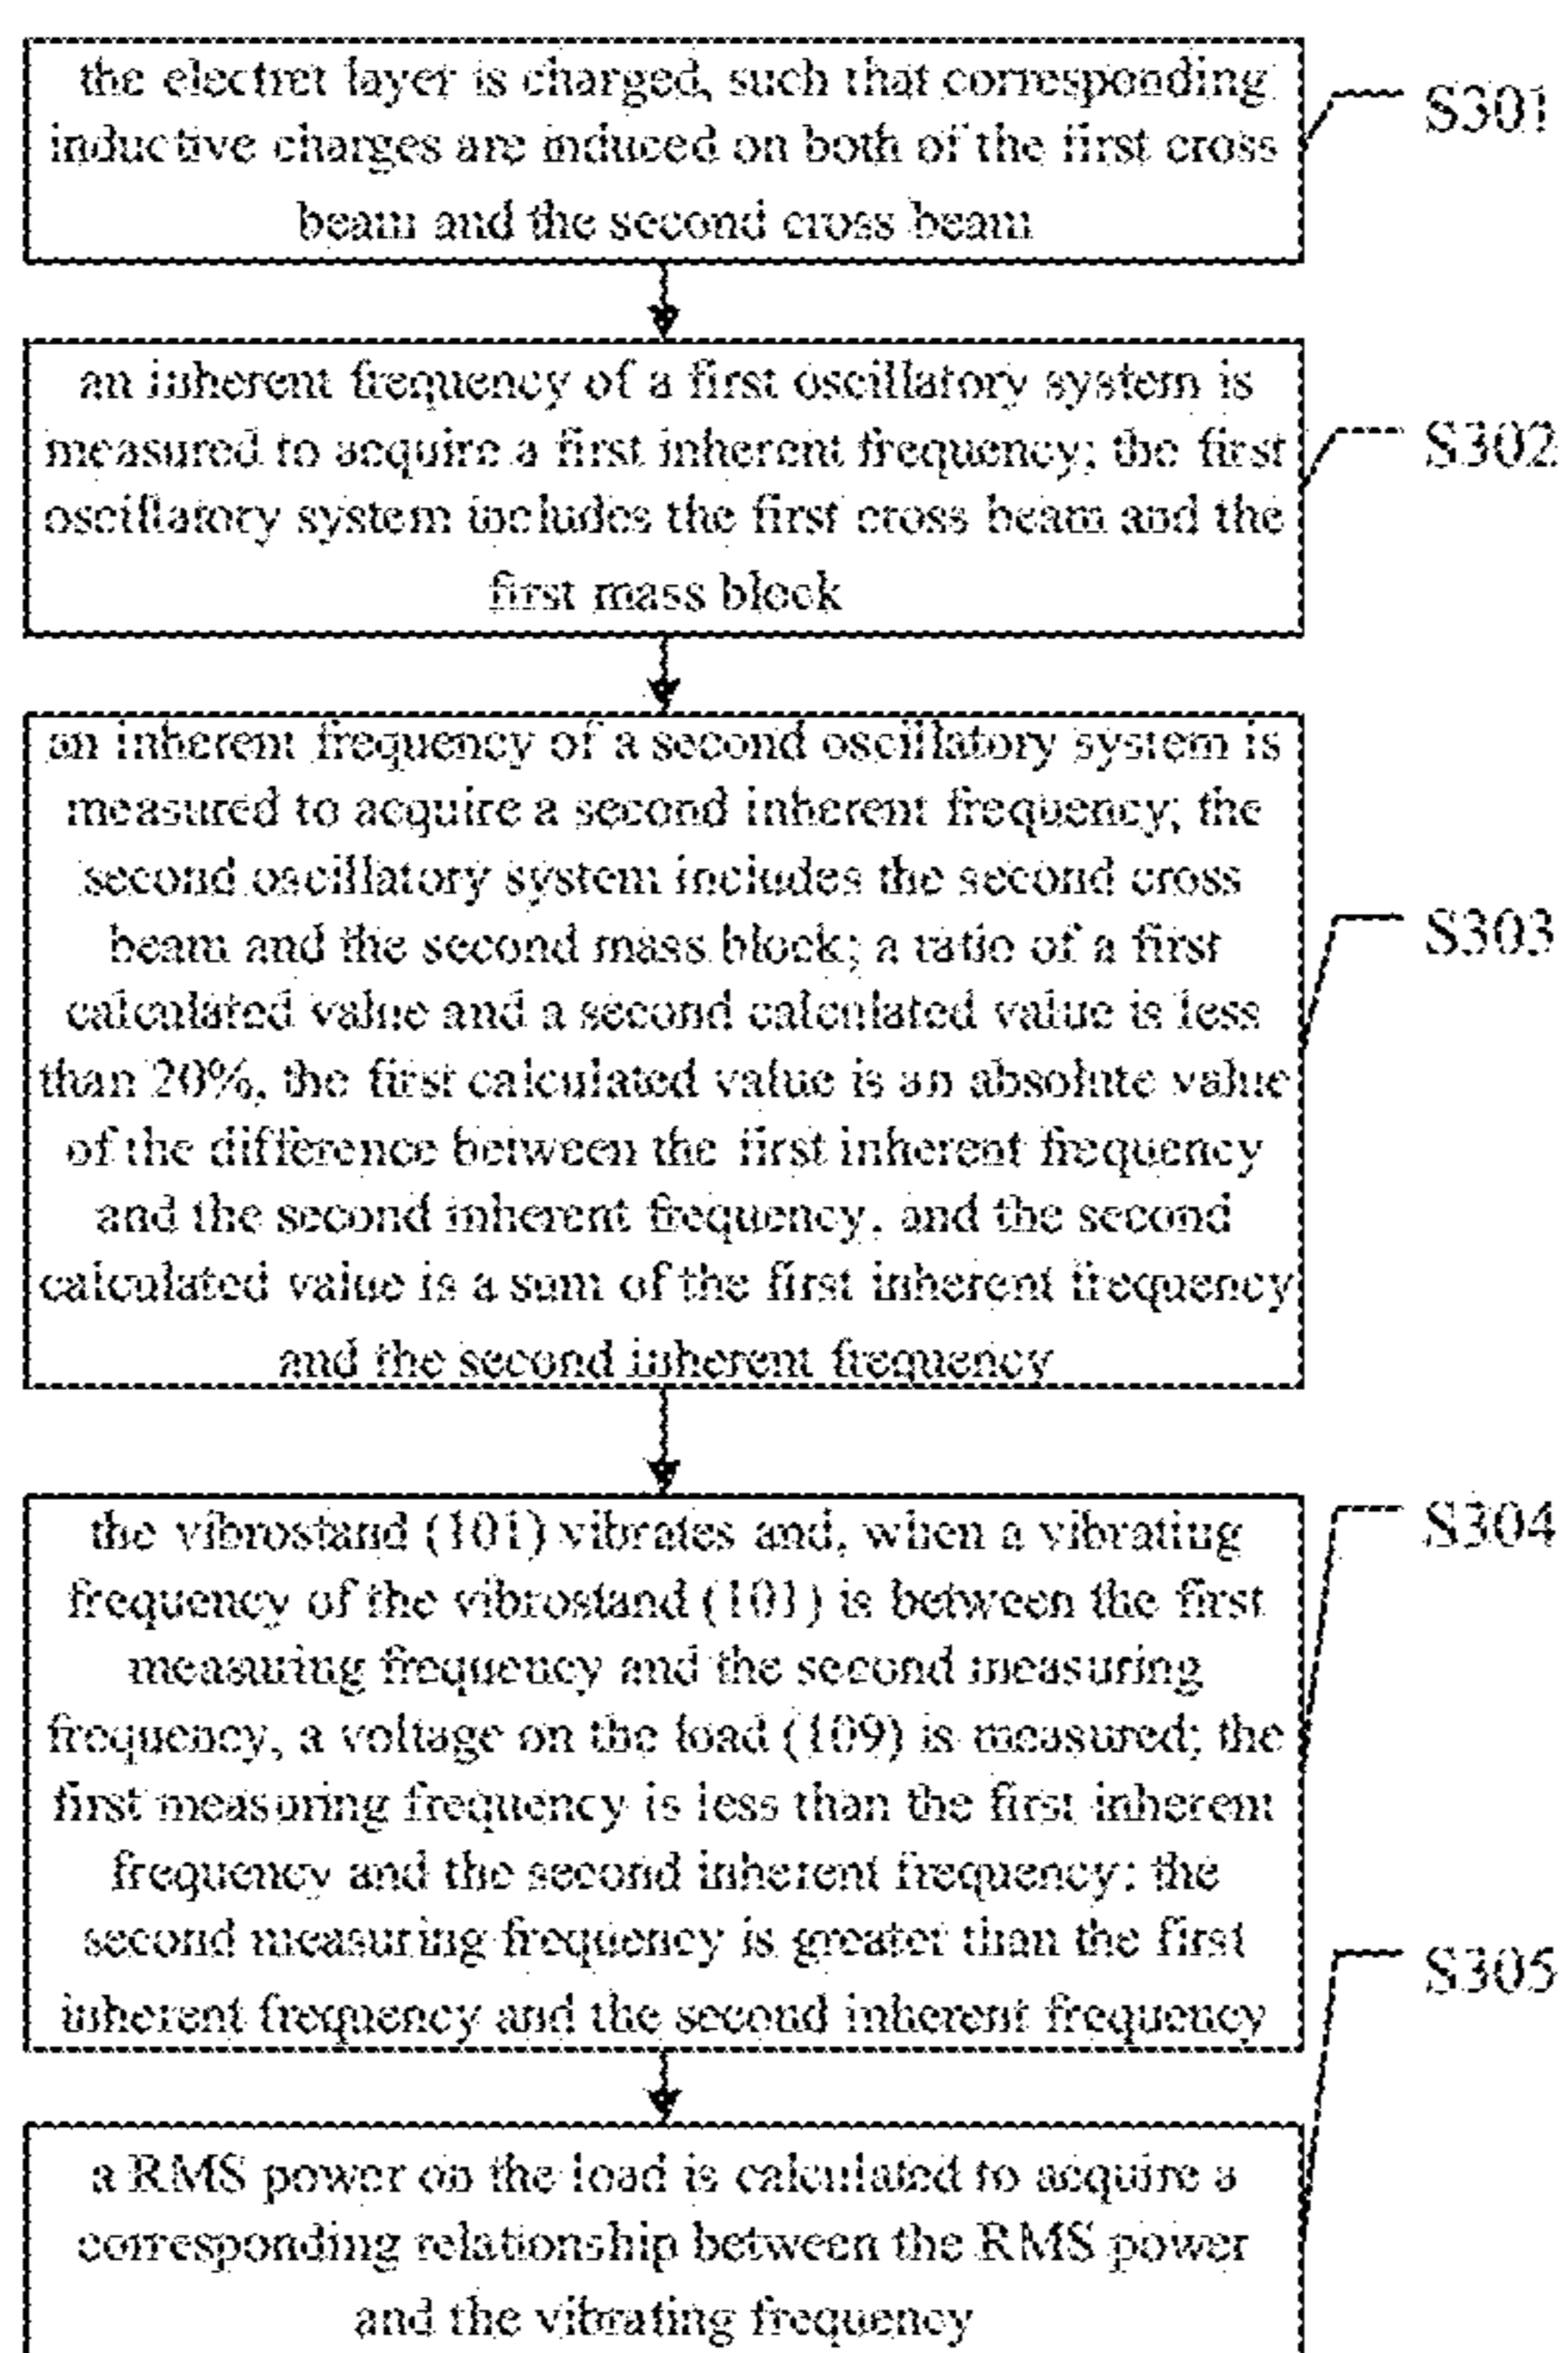 the electret layer is charged, such that corresponding
inductive charges are induced on both of the first cross
beam and the second cross beam
S301
an inherent frequency of a first oscillatory system is
measured to acquire a first inherent frequency; the first
oscillatory system includes the first cross beam and the
first mass block
S302
an inherent frequency of a second oscillatory system is
measured to acquire a second inherent frequency; the
second oscillatory system includes the second cross
beam and the second mass block; a ratio of a first
calculated value and a second calculated value is less
than 20%, the first calculated value is an absolute value
of the difference between the first inherent frequency
and the second inherent frequency, and the second
calculated value is a sum of the first inherent frequency
and the second inherent frequency
S303
the vibrostand (101) vibrates and, when a vibrating
frequency of the vibrostand (101) is between the first
measuring frequency and the second measuring
frequency, a voltage on the load (109) is measured; the
first measuring frequency is less than the first inherent
frequency and the second inherent frequency; the
second measuring frequency is greater than the first
inherent frequency and the second inherent frequency
S304
a RMS power on the load is calculated to acquire a
corresponding relationship between the RMS power
and the vibrating frequency
S305